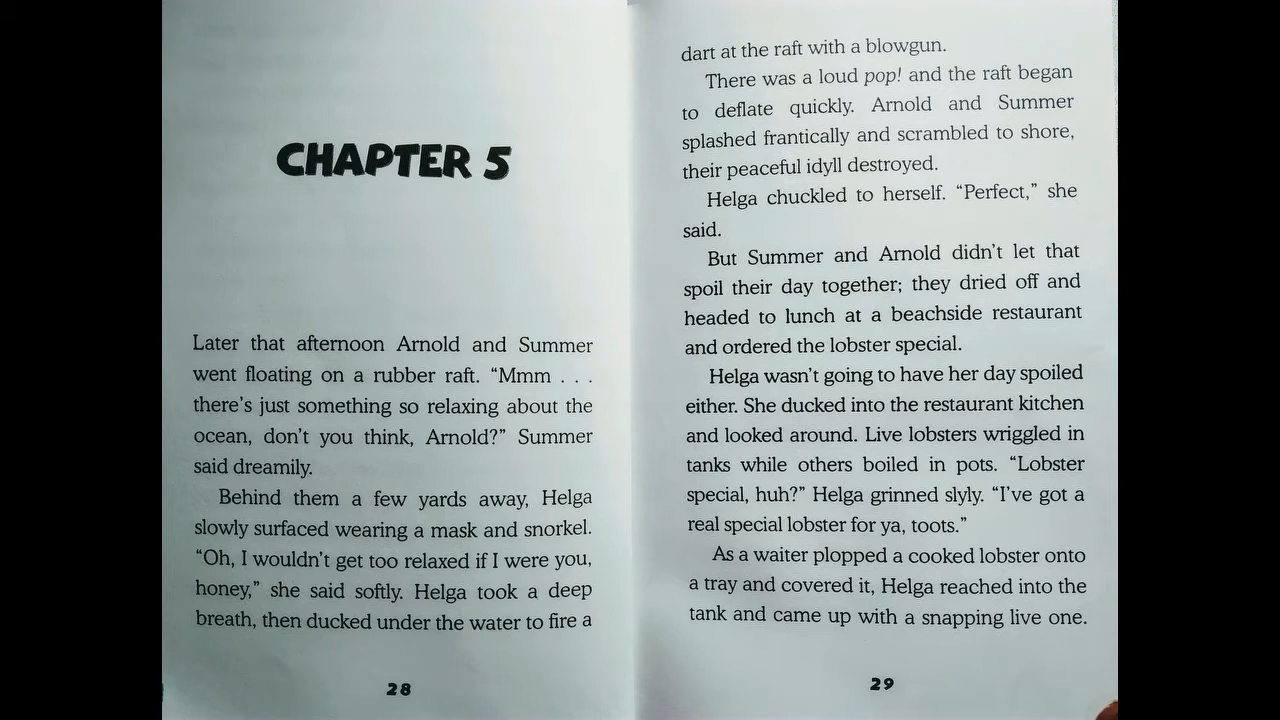 CHAPTER 5
Later that afternoon Arnold and Summer
went floating on a rubber raft. “Mmm . . .
there’s just something so relaxing about the
ocean, don’t you think, Arnold?” Summer
said dreamily.
Behind them a few yards away, Helga
slowly surfaced wearing a mask and snorkel.
“Oh, I wouldn’t get too relaxed if I were you,
honey,” she said softly. Helga took a deep
breath, then ducked under the water to fire a
28
dart at the raft with a blowgun.
There was a loud pop! and the raft began
to deflate quickly. Arnold and Summer
splashed frantically and scrambled to shore,
their peaceful idyll destroyed.
Helga chuckled to herself. “Perfect,” she
said.
But Summer and Arnold didn’t let that
spoil their day together; they dried off and
headed to lunch at a beachside restaurant
and ordered the lobster special.
Helga wasn’t going to have her day spoiled
either. She ducked into the restaurant kitchen
and looked around. Live lobsters wriggled in
tanks while others boiled in pots. “Lobster
special, huh?” Helga grinned slyly. “I’ve got a
real special lobster for ya, toots.”
As a waiter plopped a cooked lobster onto
a tray and covered it, Helga reached into the
tank and came up with a snapping live one.
29